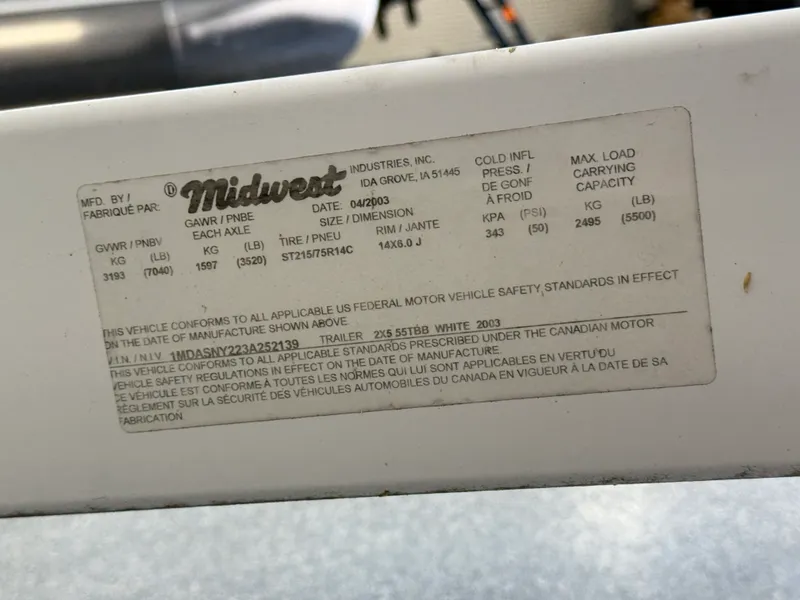 MFD. BY /
FABRIQUÉ PAR:
Midwest
INDUSTRIES, INC.
IDA GROVE, IA 51445
DATE: 04/2003
GVWR / PNBV
KG (LB)
3193 (7040)
GAWR / PNBE
EACH AXLE
KG (LB)
1597 (3520)
SIZE / DIMENSION
TIRE / PNEU RIM / JANTE
ST215/75R14C 14X6.0 J
COLD INFL
PRESS. /
DE GONF
À FROID
KPA (PSI)
343 (50)
MAX. LOAD
CARRYING
CAPACITY
KG (LB)
2495 (5500)
THIS VEHICLE CONFORMS TO ALL APPLICABLE US FEDERAL MOTOR VEHICLE SAFETY STANDARDS IN EFFECT
ON THE DATE OF MANUFACTURE SHOWN ABOVE
V.I.N. / N.I.V. 1MDASNY223A252139 TRAILER 2X5 55TBB WHITE 2003
THIS VEHICLE CONFORMS TO ALL APPLICABLE STANDARDS PRESCRIBED UNDER THE CANADIAN MOTOR
VEHICLE SAFETY REGULATIONS IN EFFECT ON THE DATE OF MANUFACTURE.
CE VÉHICULE EST CONFORME À TOUTES LES NORMES QUI LUI SONT APPLICABLES EN VERTU DU
RÈGLEMENT SUR LA SÉCURITÉ DES VÉHICULES AUTOMOBILES DU CANADA EN VIGUEUR À LA DATE DE SA
FABRICATION